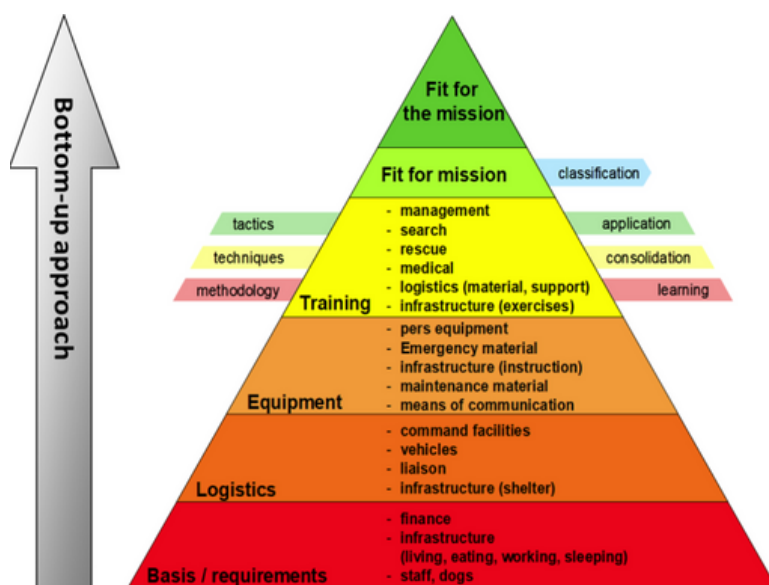 Bottom-up approach
Fit for
the mission
Fit for mission
classification
tactics
techniques
methodology
- management
- search
- rescue
- medical
- logistics (material, support)
- infrastructure (exercises)
Training
application
consolidation
learning
- pers equipment
- Emergency material
- infrastructure (instruction)
- maintenance material
- means of communication
Equipment
- command facilities
- vehicles
- liaison
- infrastructure (shelter)
Logistics
- finance
- infrastructure
(living, eating, working, sleeping)
- staff, dogs
Basis / requirements